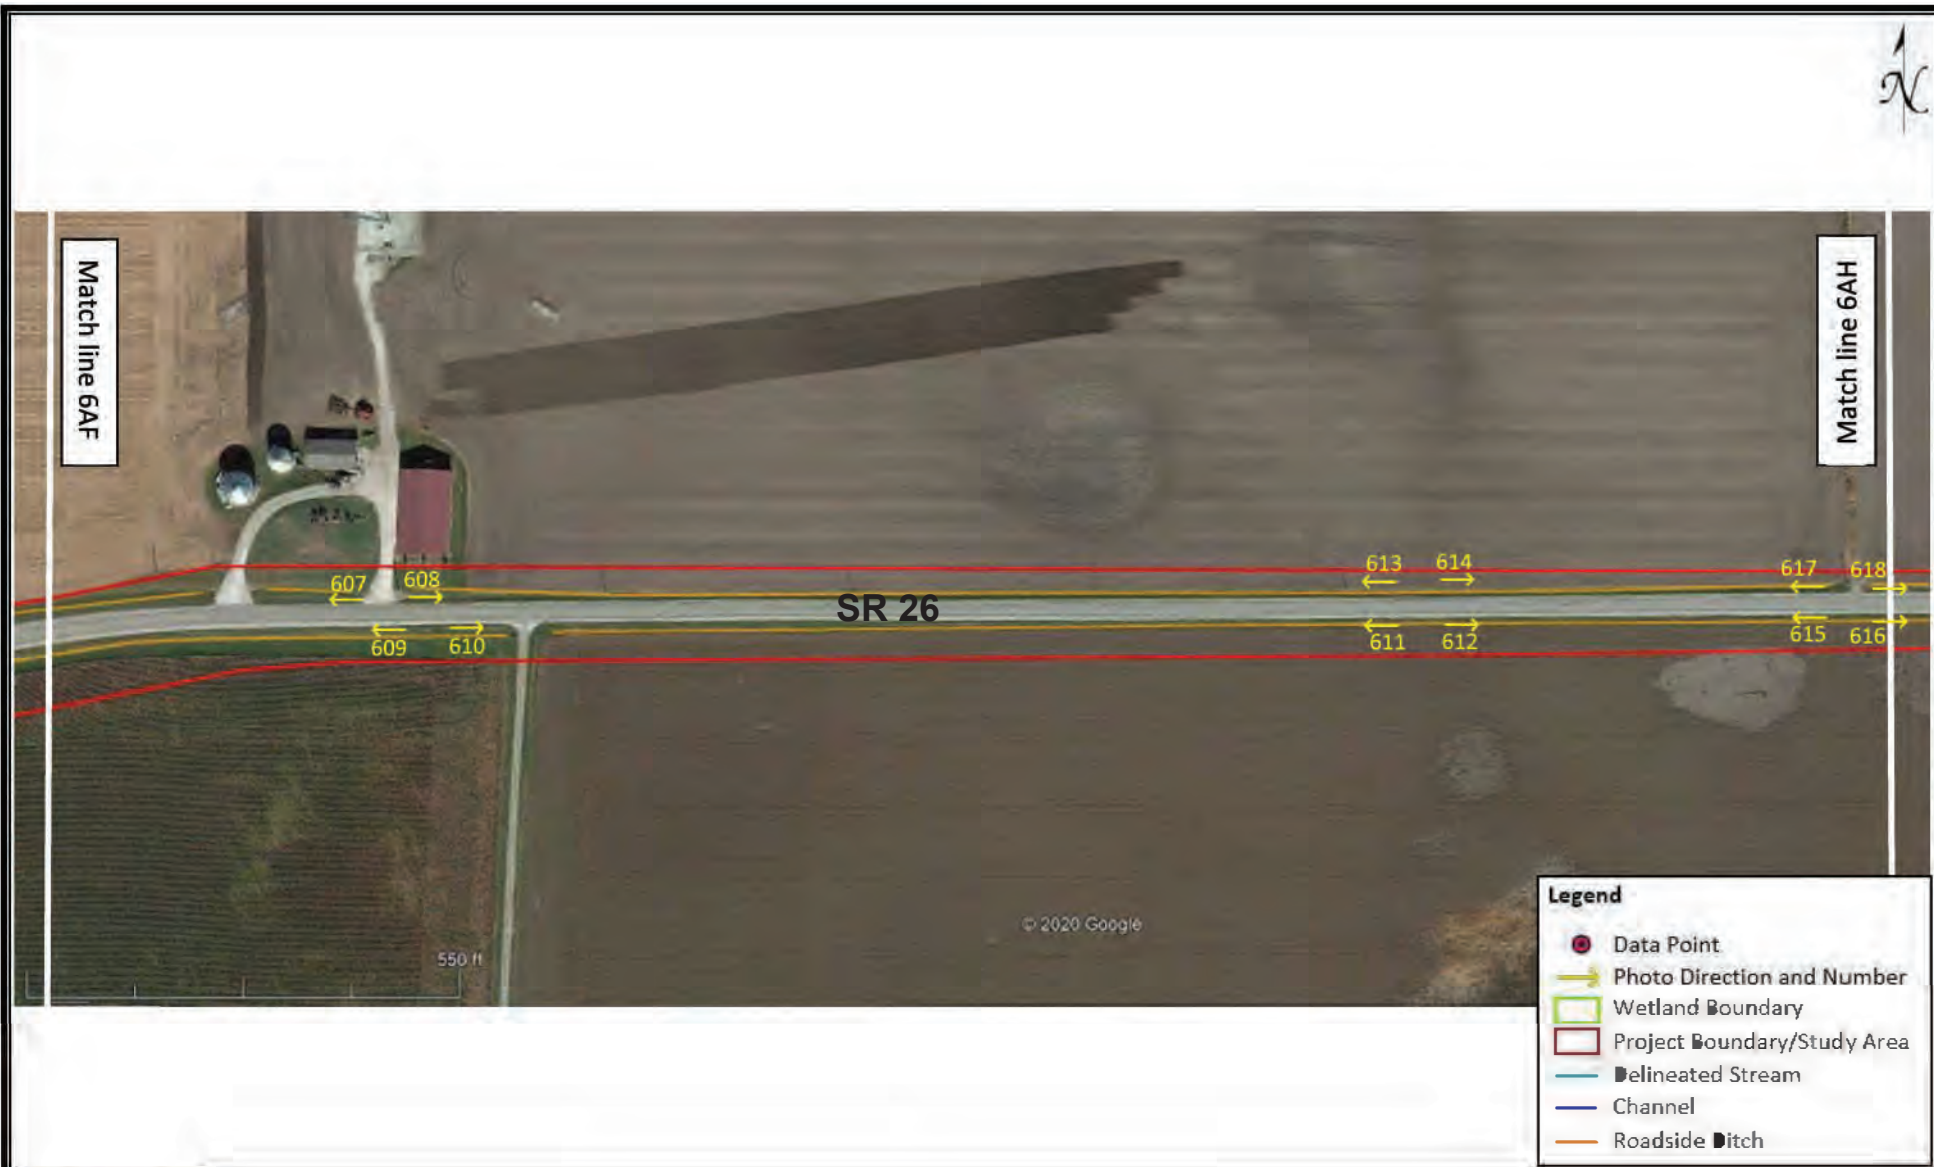 N
Match line 6AF
Match line 6AH
613 614
617 618
607 608
SR 26
609 610
611 612
615 616
© 2020 Google
550 ft
Legend
Data Point
Photo Direction and Number
Wetland Boundary
Project Boundary/Study Area
Delineated Stream
Channel
Roadside Ditch